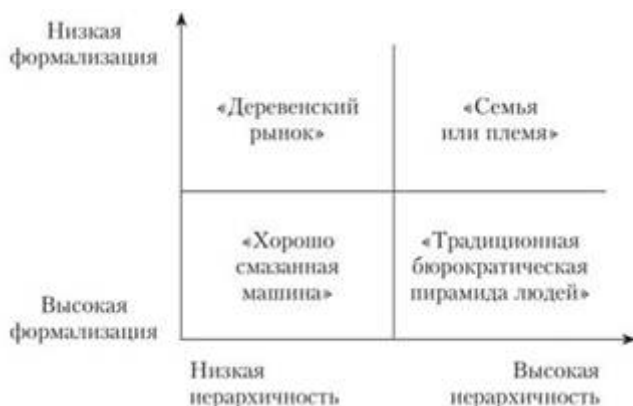 Низкая
формализация
«Деревенский
рынок»
«Семья
или племя»
«Хорошо
смазанная
машина»
«Традиционная
бюрократическая
пирамида людей»
Высокая
формализация
Низкая
иерархичность
Высокая
иерархичность